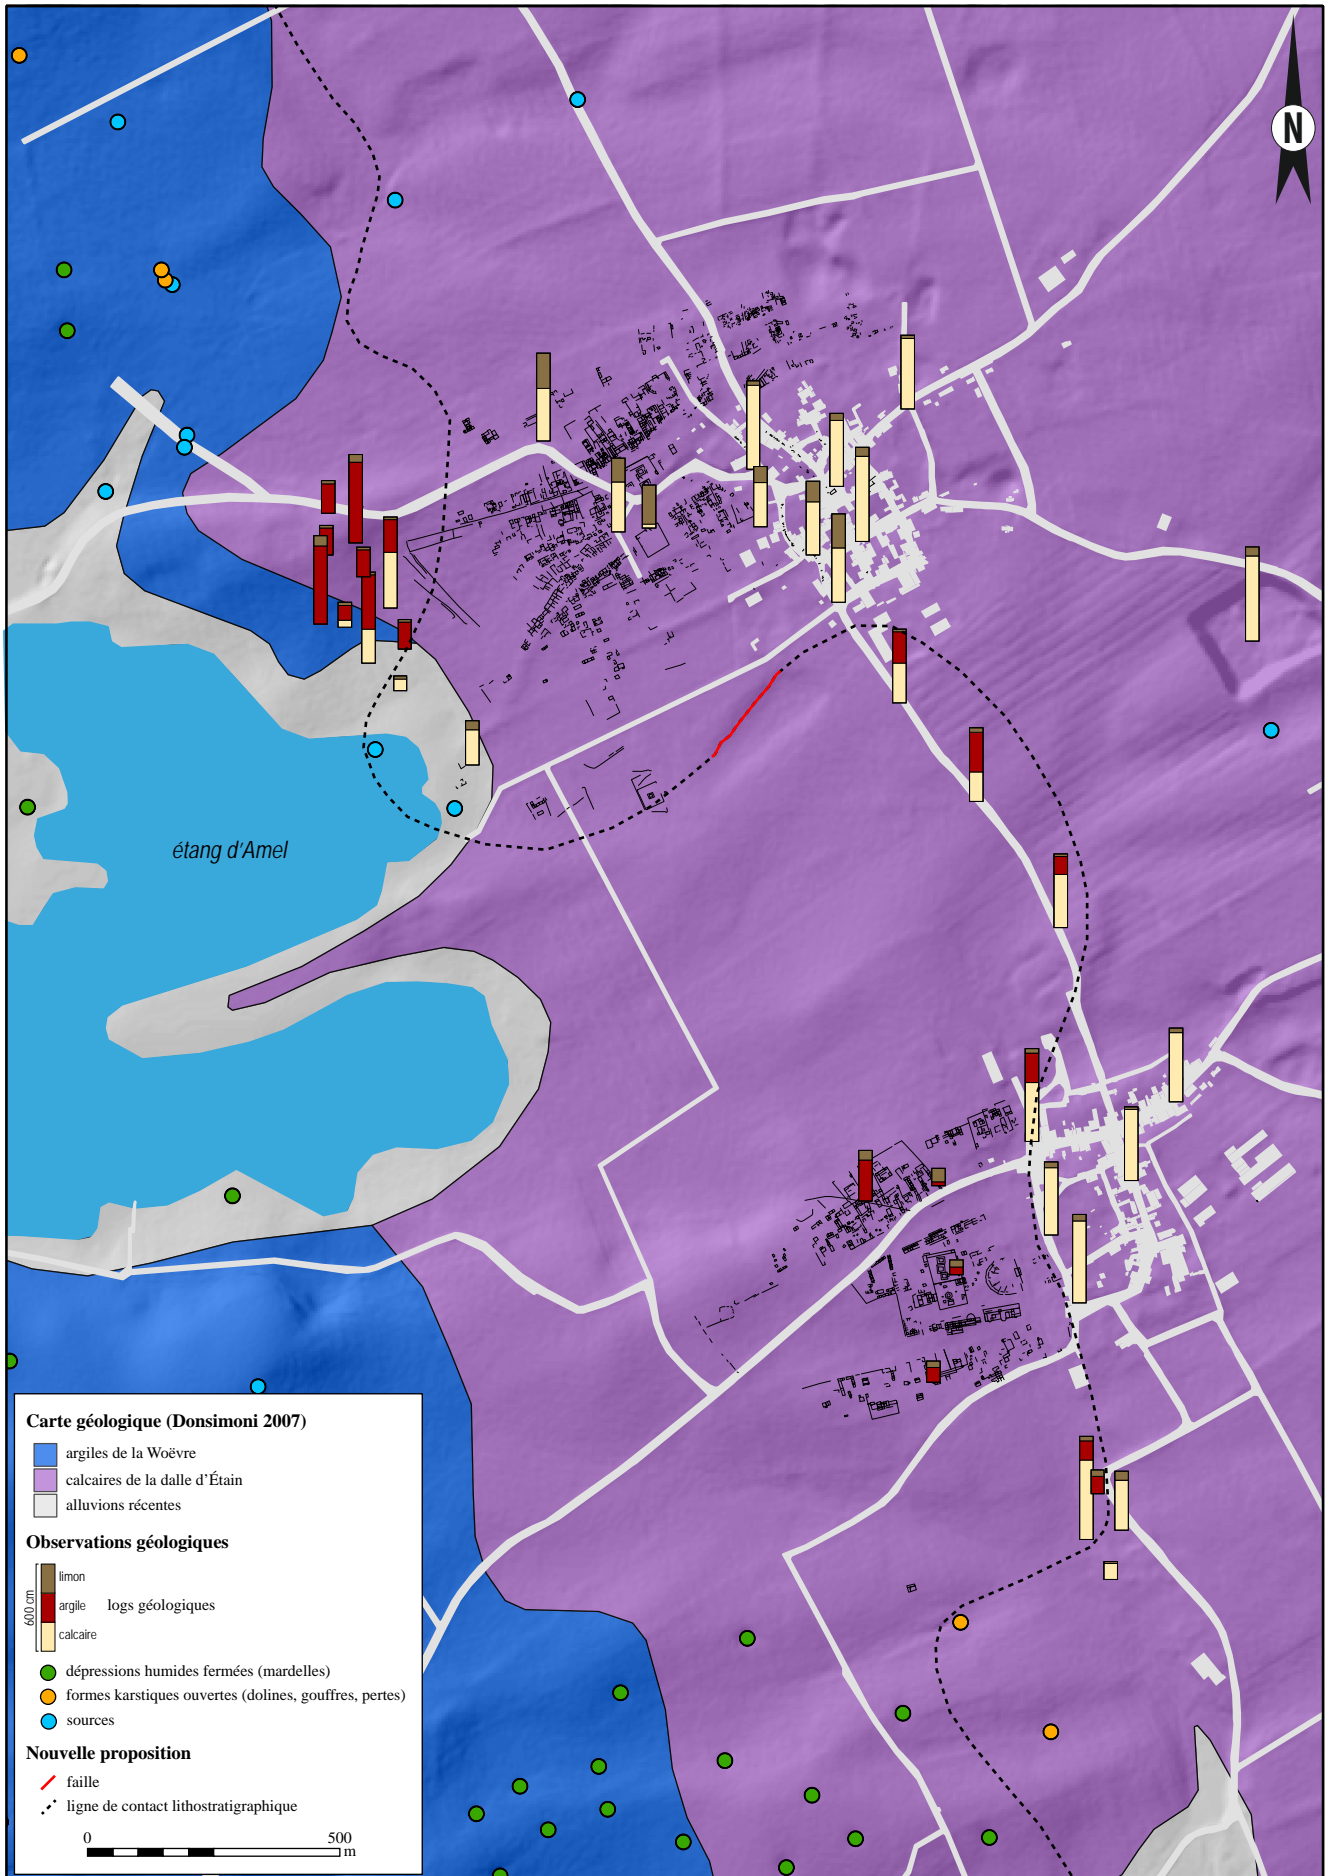 N
étang d'Amel
Carte géologique (Donsimoni 2007)
argiles de la Woëvre
calcaires de la dalle d'Étain
alluvions récentes
Observations géologiques
600 cm
limon
argile
logs géologiques
calcaire
dépressions humides fermées (mardelles)
formes karstiques ouvertes (dolines, gouffres, pertes)
sources
Nouvelle proposition
faille
ligne de contact lithostratigraphique
0 500
m